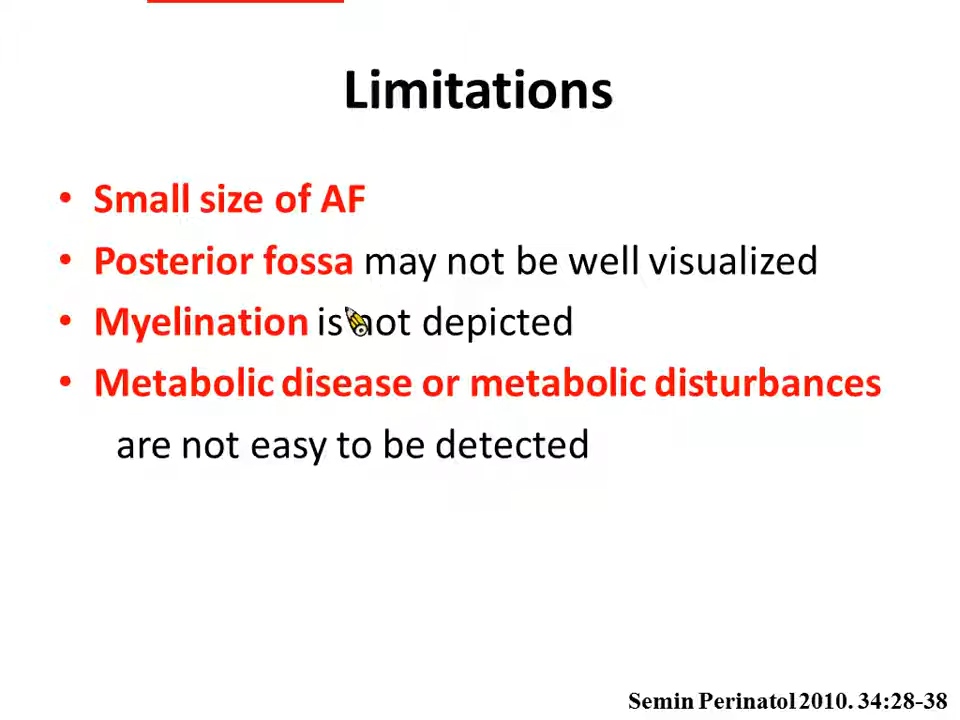 Limitations
• Small size of AF
• Posterior fossa may not be well visualized
• Myelination is not depicted
• Metabolic disease or metabolic disturbances
are not easy to be detected
Semin Perinatol 2010. 34:28-38